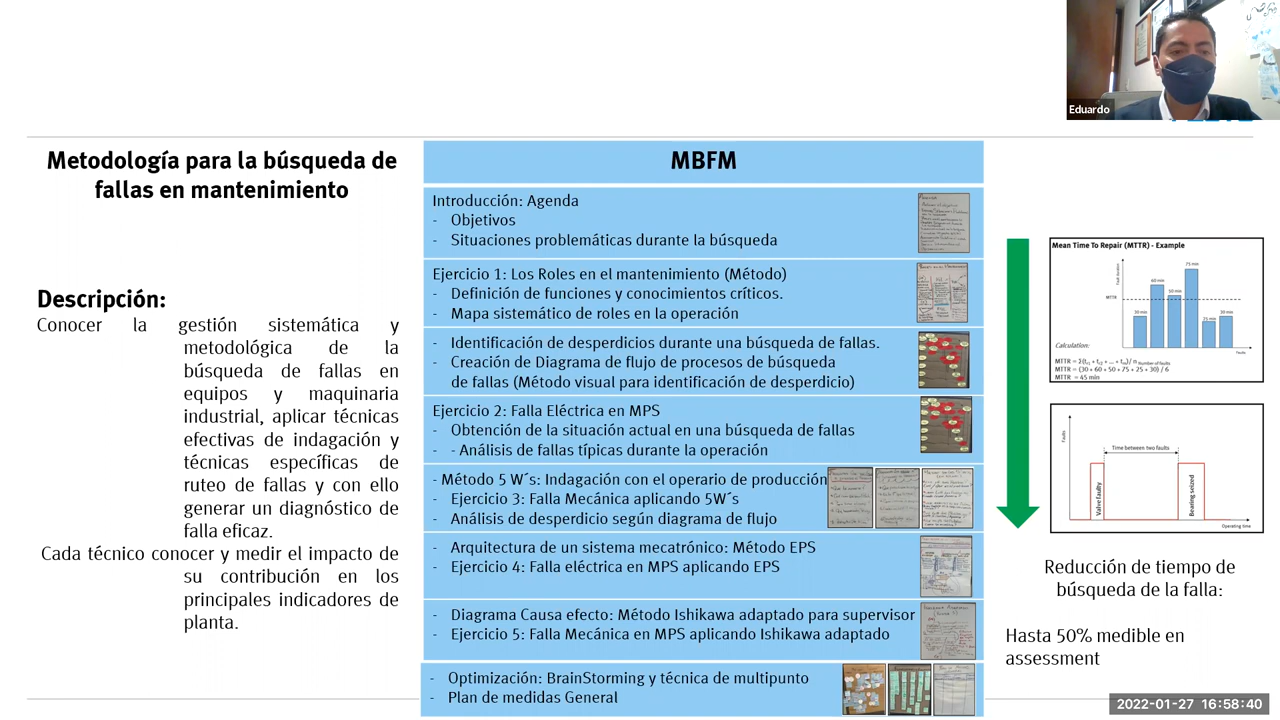 Eduardo
Metodología para la búsqueda de
fallas en mantenimiento
Descripción:
Conocer la gestión sistemática y
metodológica de la
búsqueda de fallas en
equipos y maquinaria
industrial, aplicar técnicas
efectivas de indagación y
técnicas específicas de
ruteo en fallas y con ello
generar un diagnóstico de
falla eficaz.
Cada técnico conocer y medir el impacto de
su contribución en los
principales indicadores de
planta.
MBFM
Introducción: Agenda
- Objetivos
- Situaciones problemáticas durante la búsqueda
Ejercicio 1: Los Roles en el mantenimiento (Método)
- Definición de funciones y conocimientos críticos.
- Mapa sistemático de roles en la operación
Identificación de desperdicios durante una búsqueda de fallas.
- Creación de Diagrama de flujo de procesos de búsqueda
de fallas (Método visual para identificación de desperdicio)
Ejercicio 2: Falla Eléctrica en MPS
- Obtención de la situación actual en una búsqueda de fallas
- Análisis de fallas típicas durante la operación
- Método 5 W´s: Indagación con el operario de producción
- Ejercicio 3: Falla Mecánica aplicando 5W´s
- Análisis de desperdicio según diagrama de flujo
- Arquitectura de un sistema mecatrónico: Método EPS
- Ejercicio 4: Falla eléctrica en MPS aplicando EPS
- Diagrama Causa efecto: Método Ishikawa adaptado para supervisor
- Ejercicio 5: Falla Mecánica en MPS aplicando Ishikawa adaptado
- Optimización: BrainStorming y técnica de multipunto
- Plan de medidas General
Mean Time To Repair (MTTR) - Example
Fault duration
75 min
60 min
50 min
MTTR
30 min
25 min
30 min
Faults
Calculation:
MTTR = Σ(tr1 + tr2 + ... + trn)/ n Number of faults
MTTR = (30 + 60 + 50 + 75 + 25 + 30) / 6
MTTR = 45 min
Faults
Time between two faults
Valve faulty
Bearing seized
Operating time
Reducción de tiempo de
búsqueda de la falla:
Hasta 50% medible en
assessment
2022-01-27 16:58:40